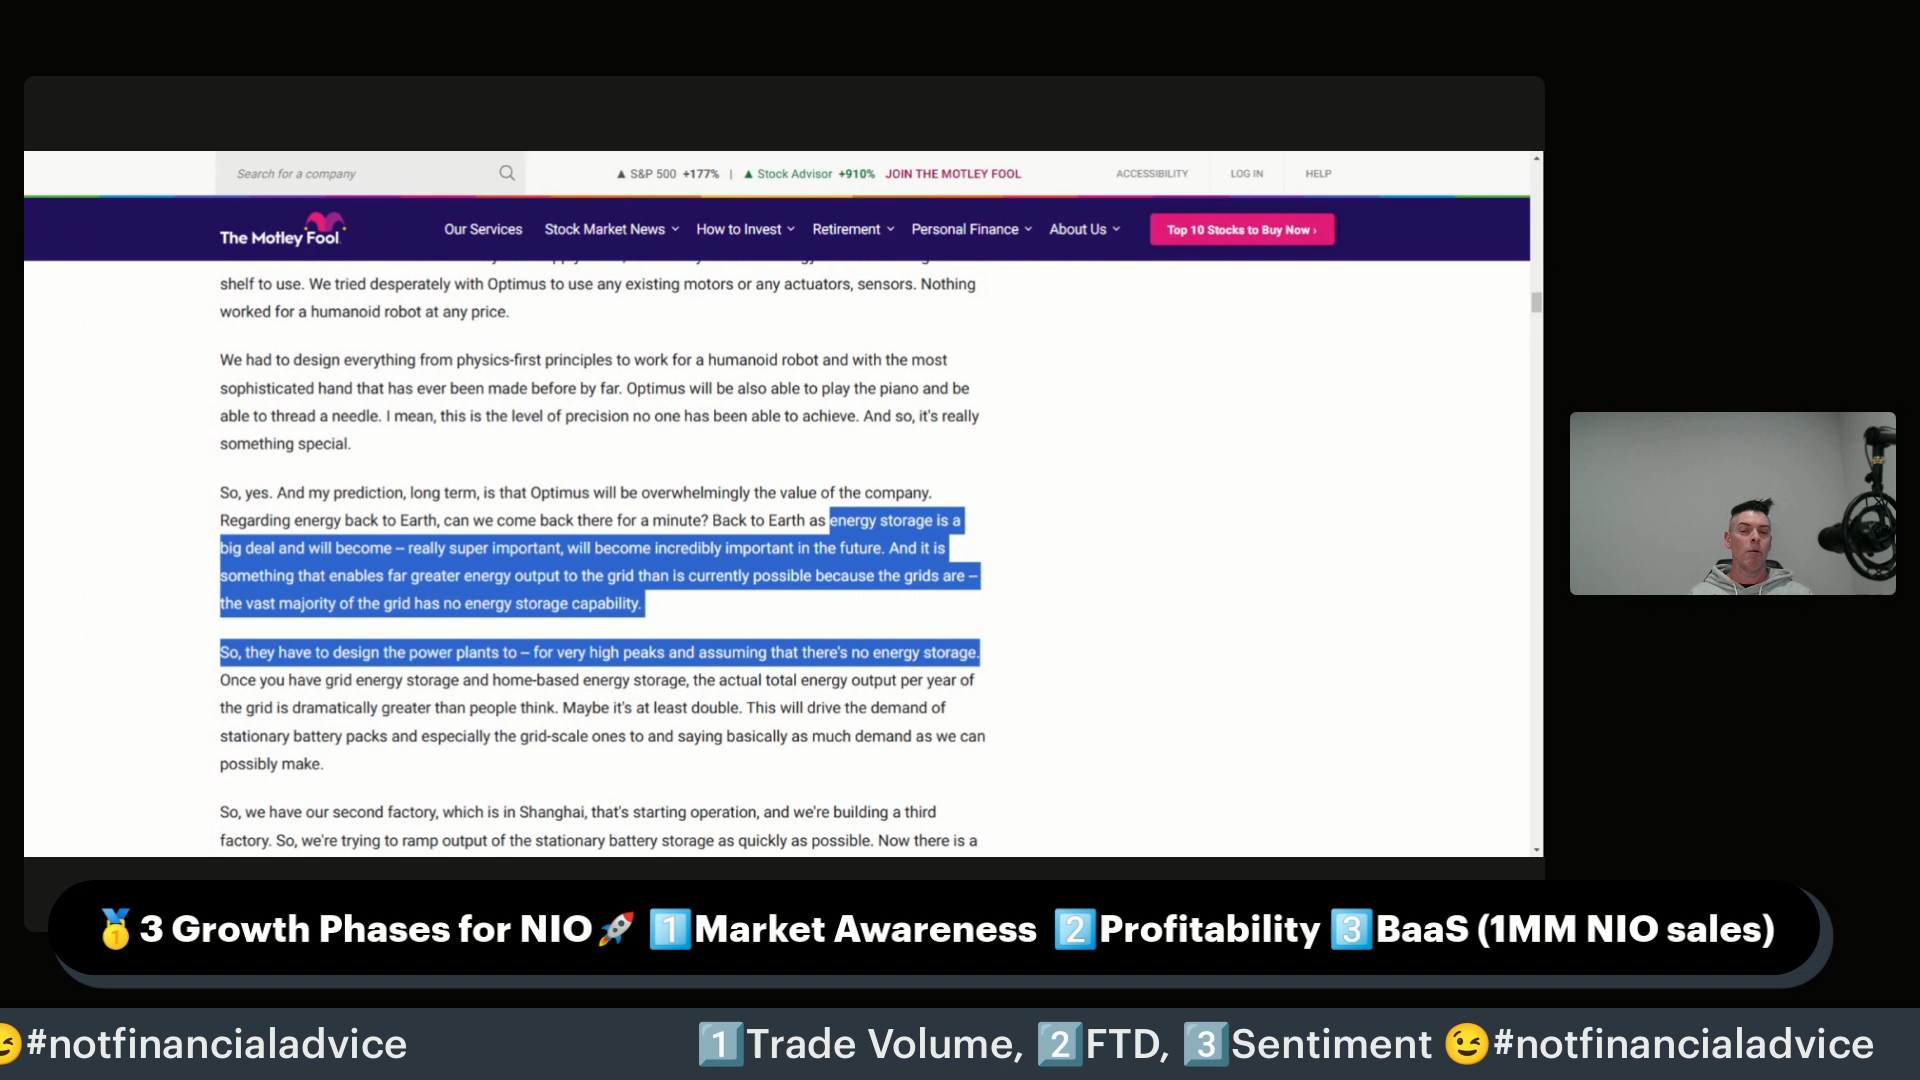 Search for a company
▲ S&P 500 +177% | ▲ Stock Advisor +910% JOIN THE MOTLEY FOOL
ACCESSIBILITY LOG IN HELP
The Motley Fool.
Our Services Stock Market News How to Invest Retirement Personal Finance About Us Top 10 Stocks to Buy Now ›
shelf to use. We tried desperately with Optimus to use any existing motors or any actuators, sensors. Nothing
worked for a humanoid robot at any price.
We had to design everything from physics-first principles to work for a humanoid robot and with the most
sophisticated hand that has ever been made before by far. Optimus will be also able to play the piano and be
able to thread a needle. I mean, this is the level of precision no one has been able to achieve. And so, it's really
something special.
So, yes. And my prediction, long term, is that Optimus will be overwhelmingly the value of the company.
Regarding energy back to Earth, can we come back there for a minute? Back to Earth as energy storage is a
big deal and will become -- really super important, will become incredibly important in the future. And it is
something that enables far greater energy output to the grid than is currently possible because the grids are --
the vast majority of the grid has no energy storage capability.
So, they have to design the power plants to -- for very high peaks and assuming that there's no energy storage.
Once you have grid energy storage and home-based energy storage, the actual total energy output per year of
the grid is dramatically greater than people think. Maybe it's at least double. This will drive the demand of
stationary battery packs and especially the grid-scale ones to and saying basically as much demand as we can
possibly make.
So, we have our second factory, which is in Shanghai, that's starting operation, and we're building a third
factory. So, we're trying to ramp output of the stationary battery storage as quickly as possible. Now there is a
🥇3 Growth Phases for NIO🚀 1️⃣Market Awareness 2️⃣Profitability 3️⃣BaaS (1MM NIO sales)
😉#notfinancialadvice 1️⃣Trade Volume, 2️⃣FTD, 3️⃣Sentiment 😉#notfinancialadvice